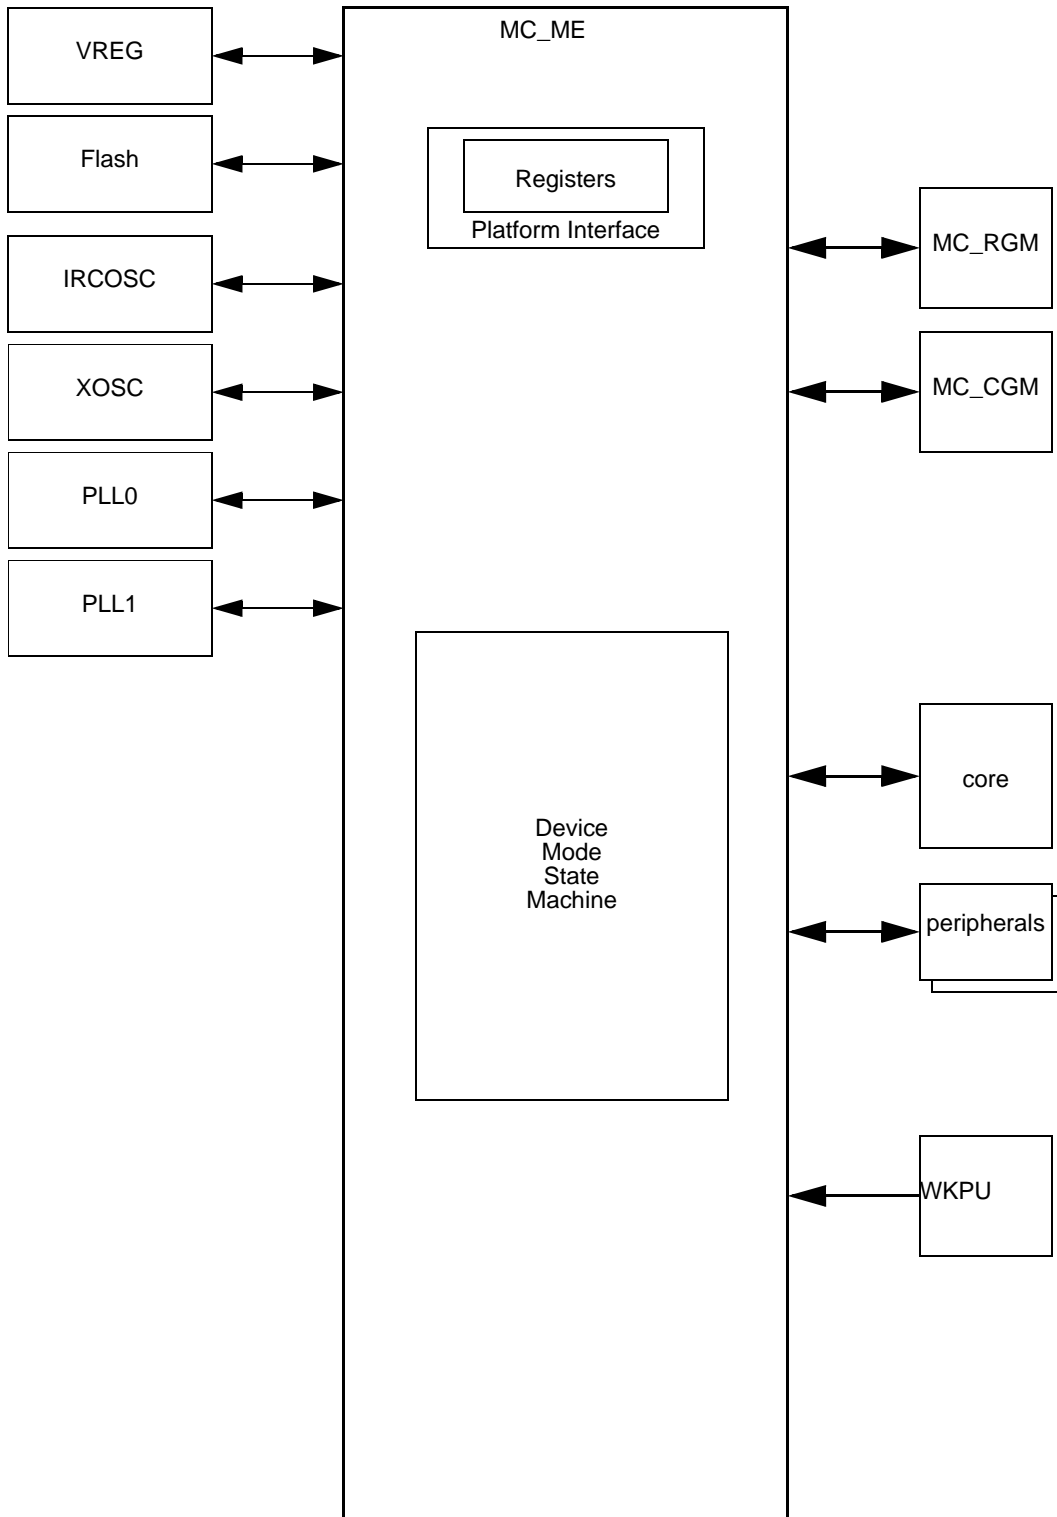 VREG
MC_ME
Flash
Registers
Platform Interface
MC_RGM
IRCOSC
XOSC
MC_CGM
PLL0
PLL1
core
Device
Mode
State
Machine
peripherals
WKPU